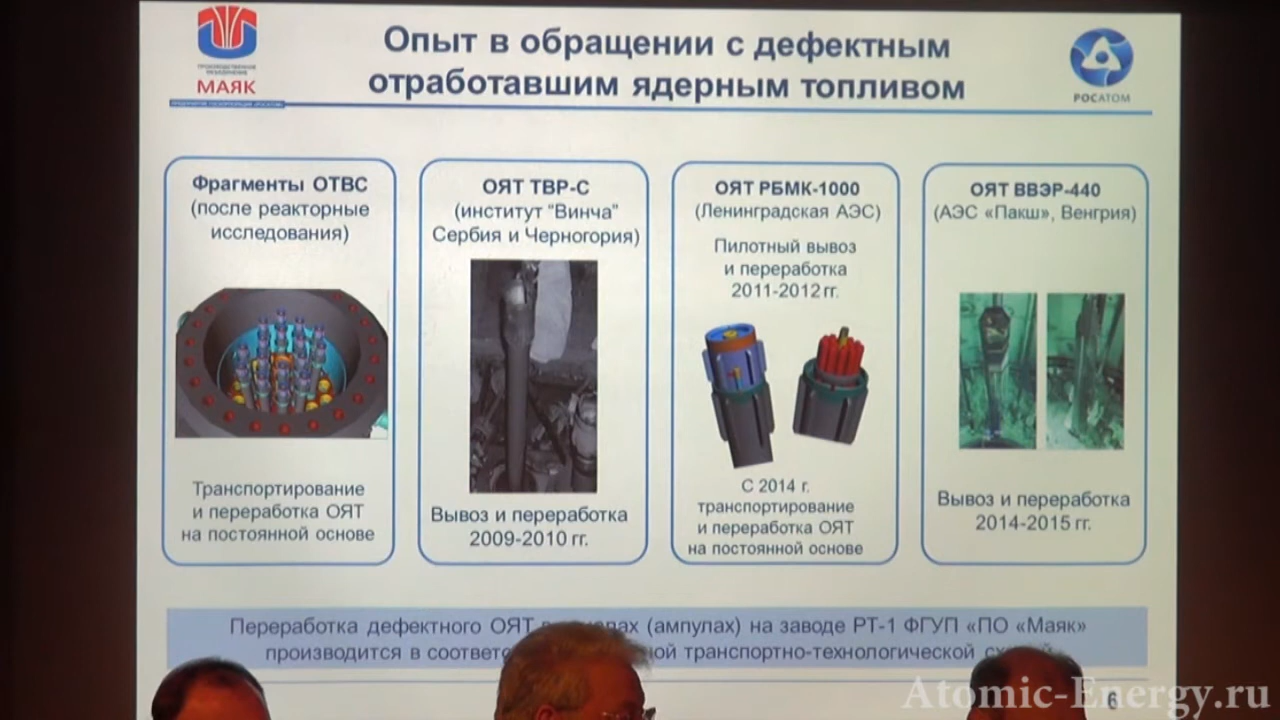 ПРОИЗВОДСТВЕННОЕ
ОБЪЕДИНЕНИЕ
МАЯК
Опыт в обращении с дефектным
отработавшим ядерным топливом
РОСАТОМ
Фрагменты ОТВС
(после реакторные
исследования)
Транспортирование
и переработка ОЯТ
на постоянной основе
ОЯТ ТВР-С
(институт “Винча”
Сербия и Черногория)
Вывоз и переработка
2009-2010 гг.
ОЯТ РБМК-1000
(Ленинградская АЭС)
Пилотный вывоз
и переработка
2011-2012 гг.
С 2014 г.
транспортирование
и переработка ОЯТ
на постоянной основе
ОЯТ ВВЭР-440
(АЭС «Пакш», Венгрия)
Вывоз и переработка
2014-2015 гг.
Переработка дефектного ОЯТ (ампулах) на заводе РТ-1 ФГУП «ПО «Маяк»
производится в транспортно-технологической
6
Atomic-Energy.ru